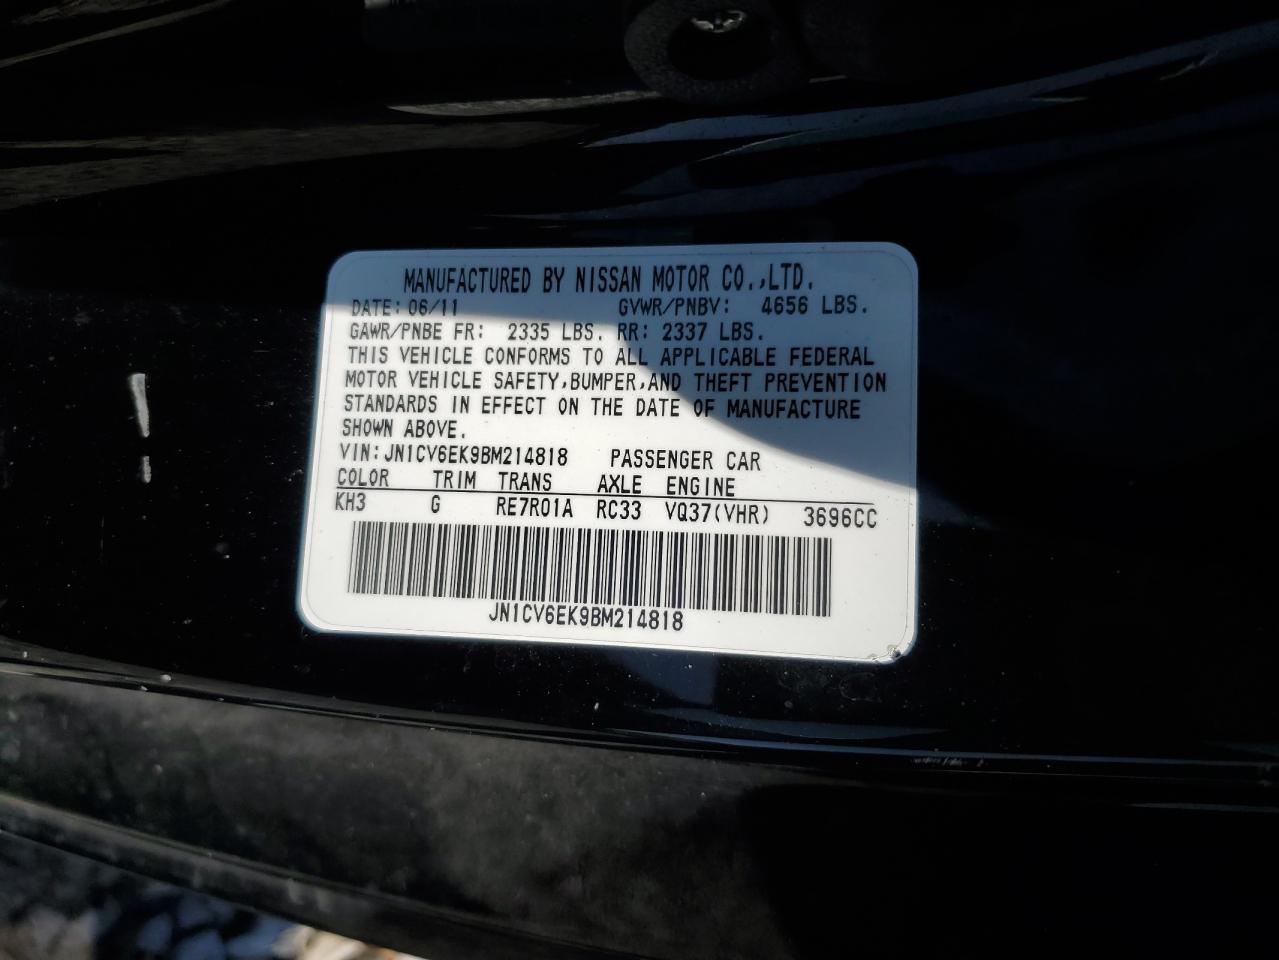 MANUFACTURED BY NISSAN MOTOR CO.,LTD.
DATE: 06/11 GVWR/PNBV: 4656 LBS.
GAWR/PNBE FR: 2335 LBS. RR: 2337 LBS.
THIS VEHICLE CONFORMS TO ALL APPLICABLE FEDERAL
MOTOR VEHICLE SAFETY,BUMPER,AND THEFT PREVENTION
STANDARDS IN EFFECT ON THE DATE OF MANUFACTURE
SHOWN ABOVE.
VIN:JN1CV6EK9BM214818 PASSENGER CAR
COLOR TRIM TRANS AXLE ENGINE
KH3 G RE7R01A RC33 VQ37(VHR) 3696CC
JN1CV6EK9BM214818